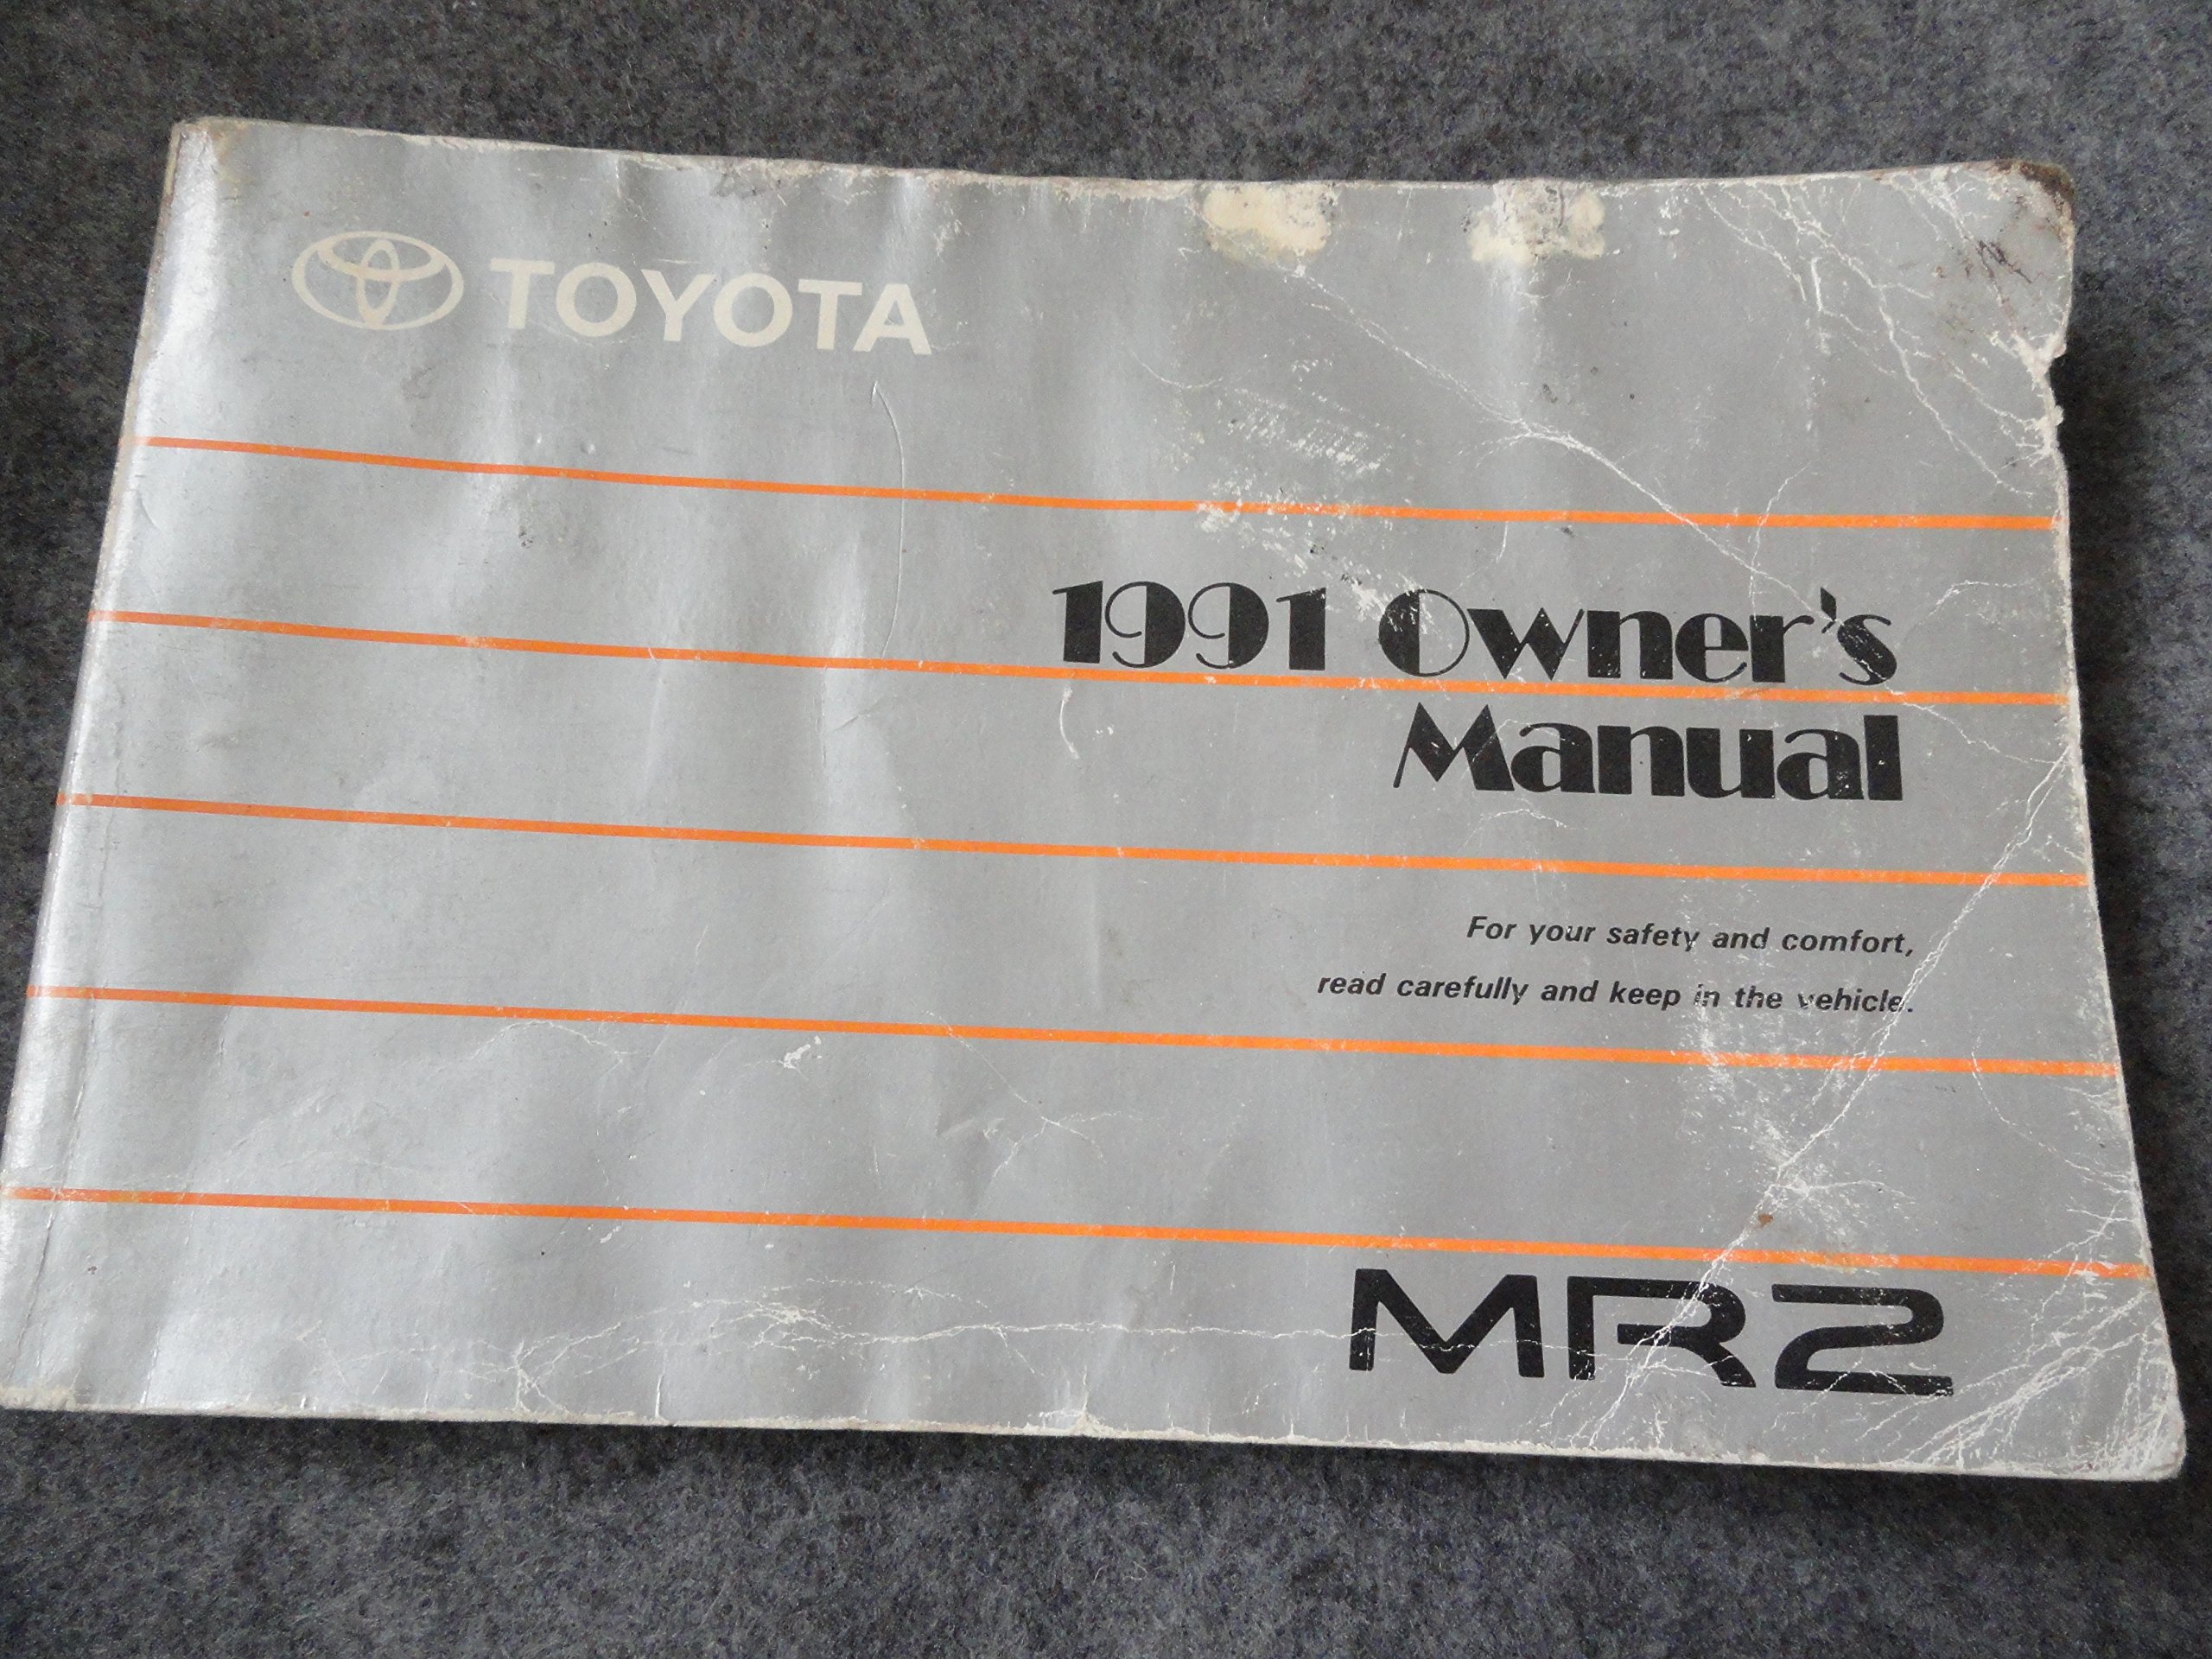 TOYOTA
1991 Owner's
Manual
For your safety and comfort,
read carefully and keep in the vehicle.
MR2